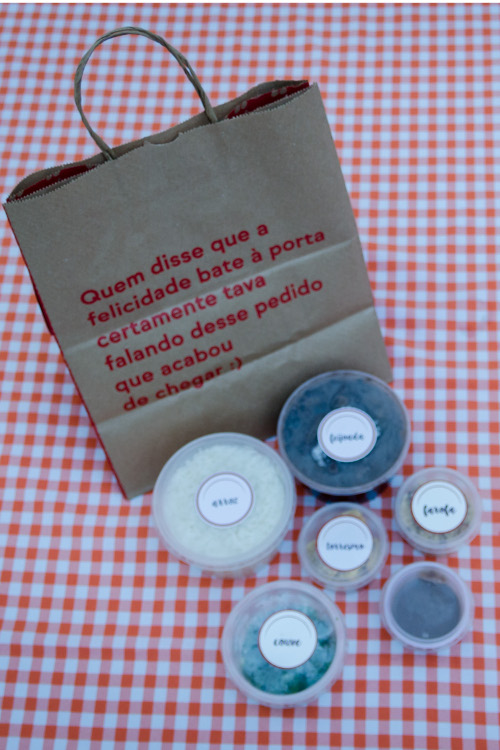 Quem disse que a
felicidade bate à porta
certamente tava
falando desse pedido
que acabou
de chegar :)
feijoada
arroz
farofa
torresmo
couve